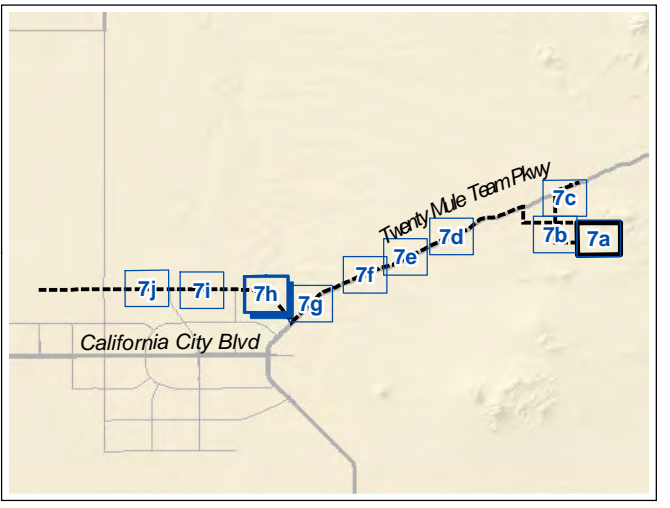 Twenty Mule Team Pkwy
7c
7b
7a
7d
7e
7f
7g
7h
7i
7j
California City Blvd